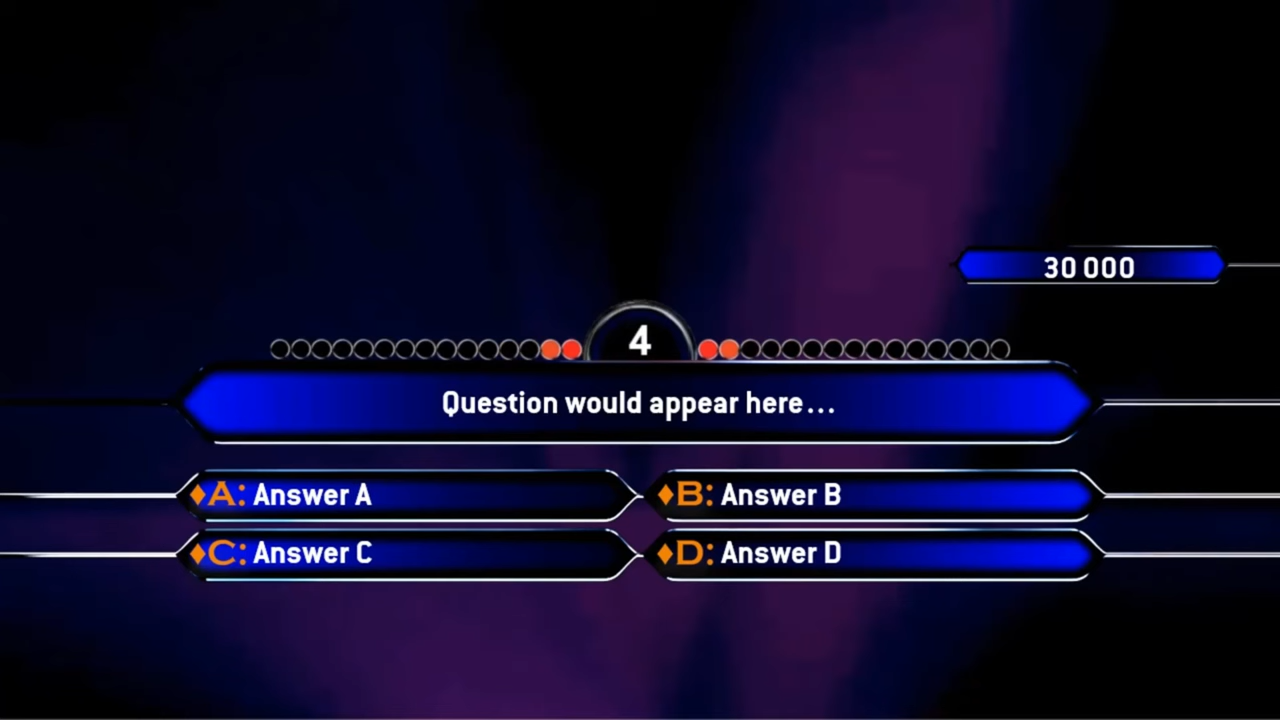 30 000
4
Question would appear here...
♦A: Answer A
♦B: Answer B
♦C: Answer C
♦D: Answer D